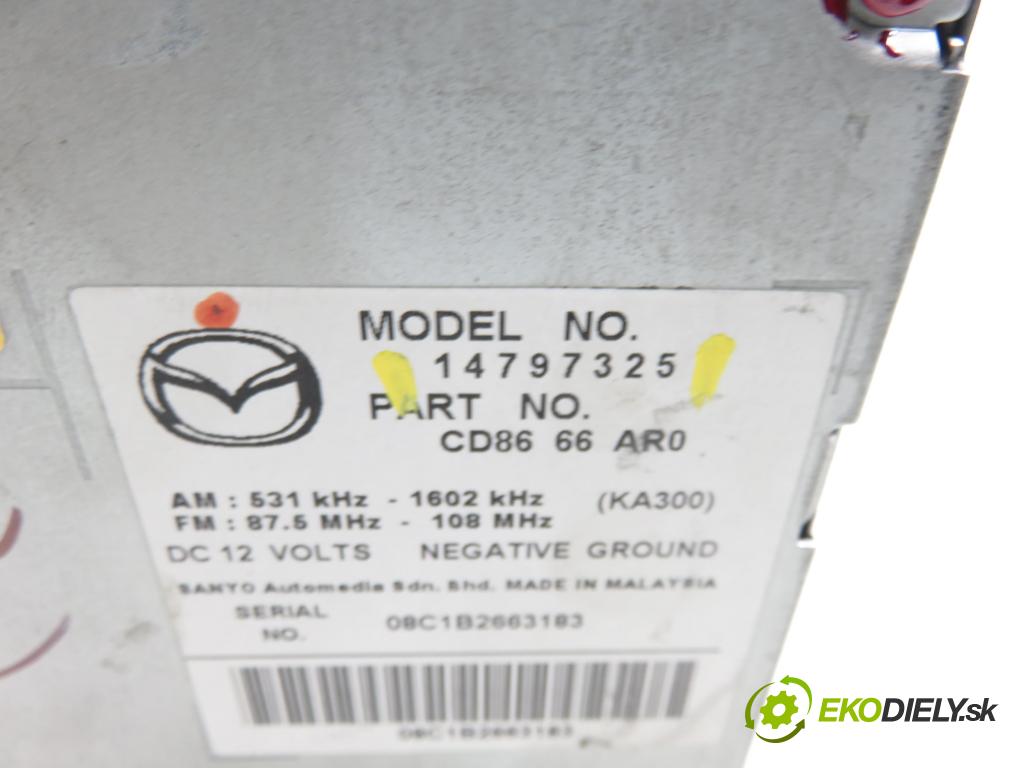 MODEL NO.
14797325
PART NO.
CD86 66 AR0
AM : 531 kHz - 1602 kHz (KA300)
FM : 87.5 MHz - 108 MHz
DC 12 VOLTS NEGATIVE GROUND
SANYO Automedia Sdn. Bhd. MADE IN MALAYSIA
SERIAL NO. 08C1B2663183
08C1B2663183
EKODIELY.sk